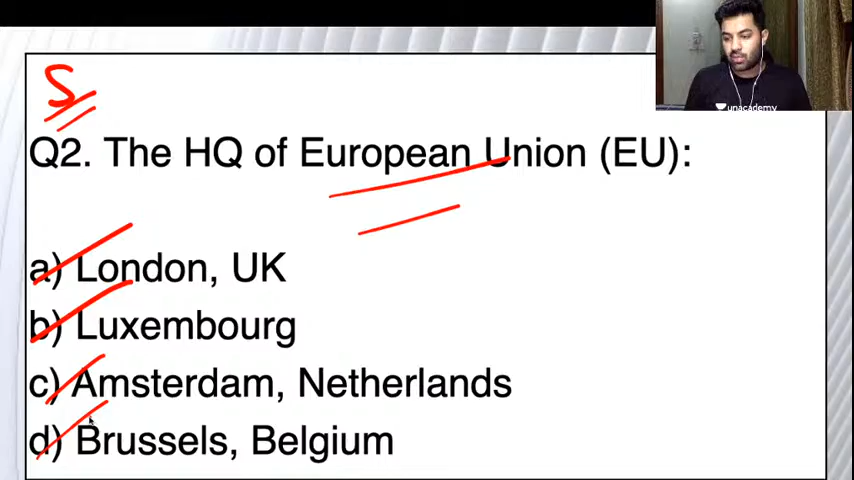 S
unacademy
Q2. The HQ of European Union (EU):
a) London, UK
b) Luxembourg
c) Amsterdam, Netherlands
d) Brussels, Belgium